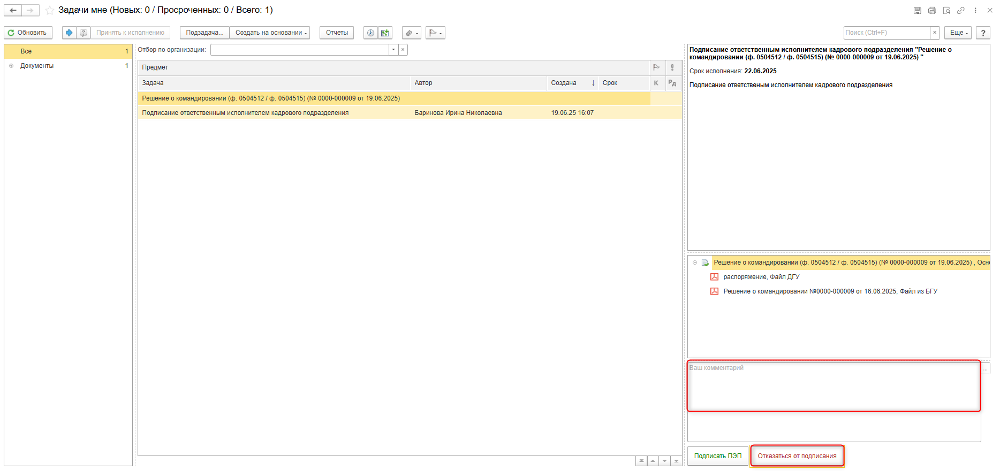 Задачи мне (Новых: 0 / Просроченных: 0 / Всего: 1)
Обновить
Принять к исполнению
Подзадача...
Создать на основании
Отчеты
Поиск (Ctrl+F)
×
Еще
?
Все 1
Документы 1
Отбор по организации:
Предмет
Задача Автор Создана ↓ Срок К Рд
Решение о командировании (ф. 0504512 / ф. 0504515) (№ 0000-000009 от 19.06.2025)
Подписание ответственным исполнителем кадрового подразделения Баринова Ирина Николаевна 19.06.25 16:07
Подписание ответственным исполнителем кадрового подразделения "Решение о
командировании (ф. 0504512 / ф. 0504515) (№ 0000-000009 от 19.06.2025) "
Срок исполнения: 22.06.2025
Подписание ответственым исполнителем кадрового подразделения
Решение о командировании (ф. 0504512 / ф. 0504515) (№ 0000-000009 от 19.06.2025) , Осно
распоряжение, Файл ДГУ
Решение о командировании №0000-000009 от 16.06.2025, Файл из БГУ
Ваш комментарий
...
Подписать ПЭП
Отказаться от подписания